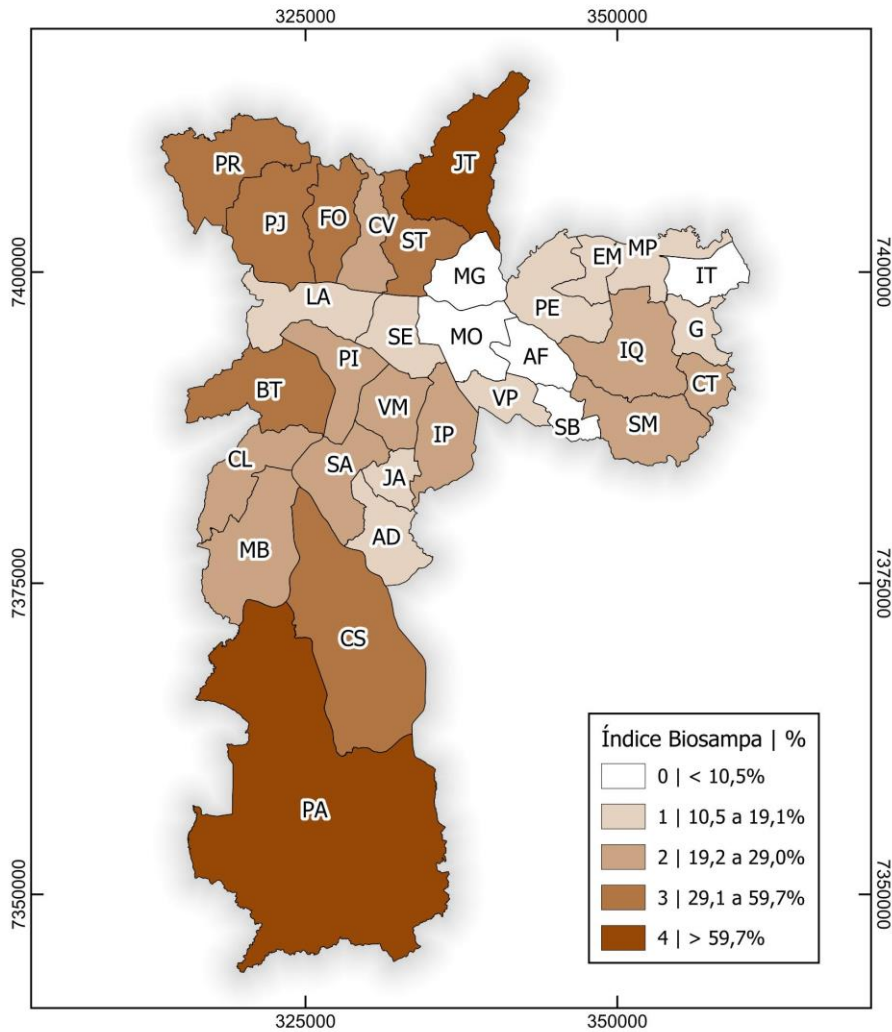 325000
350000
JT
PR
PJ
FO
CV
ST
7400000
7400000
EM
MP
IT
MG
LA
PE
SE
MO
G
PI
AF
IQ
BT
CT
VM
VP
IP
SB
SM
CL
SA
JA
AD
MB
7375000
7375000
CS
Índice Biosampa | %
0 | < 10,5%
1 | 10,5 a 19,1%
2 | 19,2 a 29,0%
3 | 29,1 a 59,7%
4 | > 59,7%
PA
7350000
7350000
325000
350000